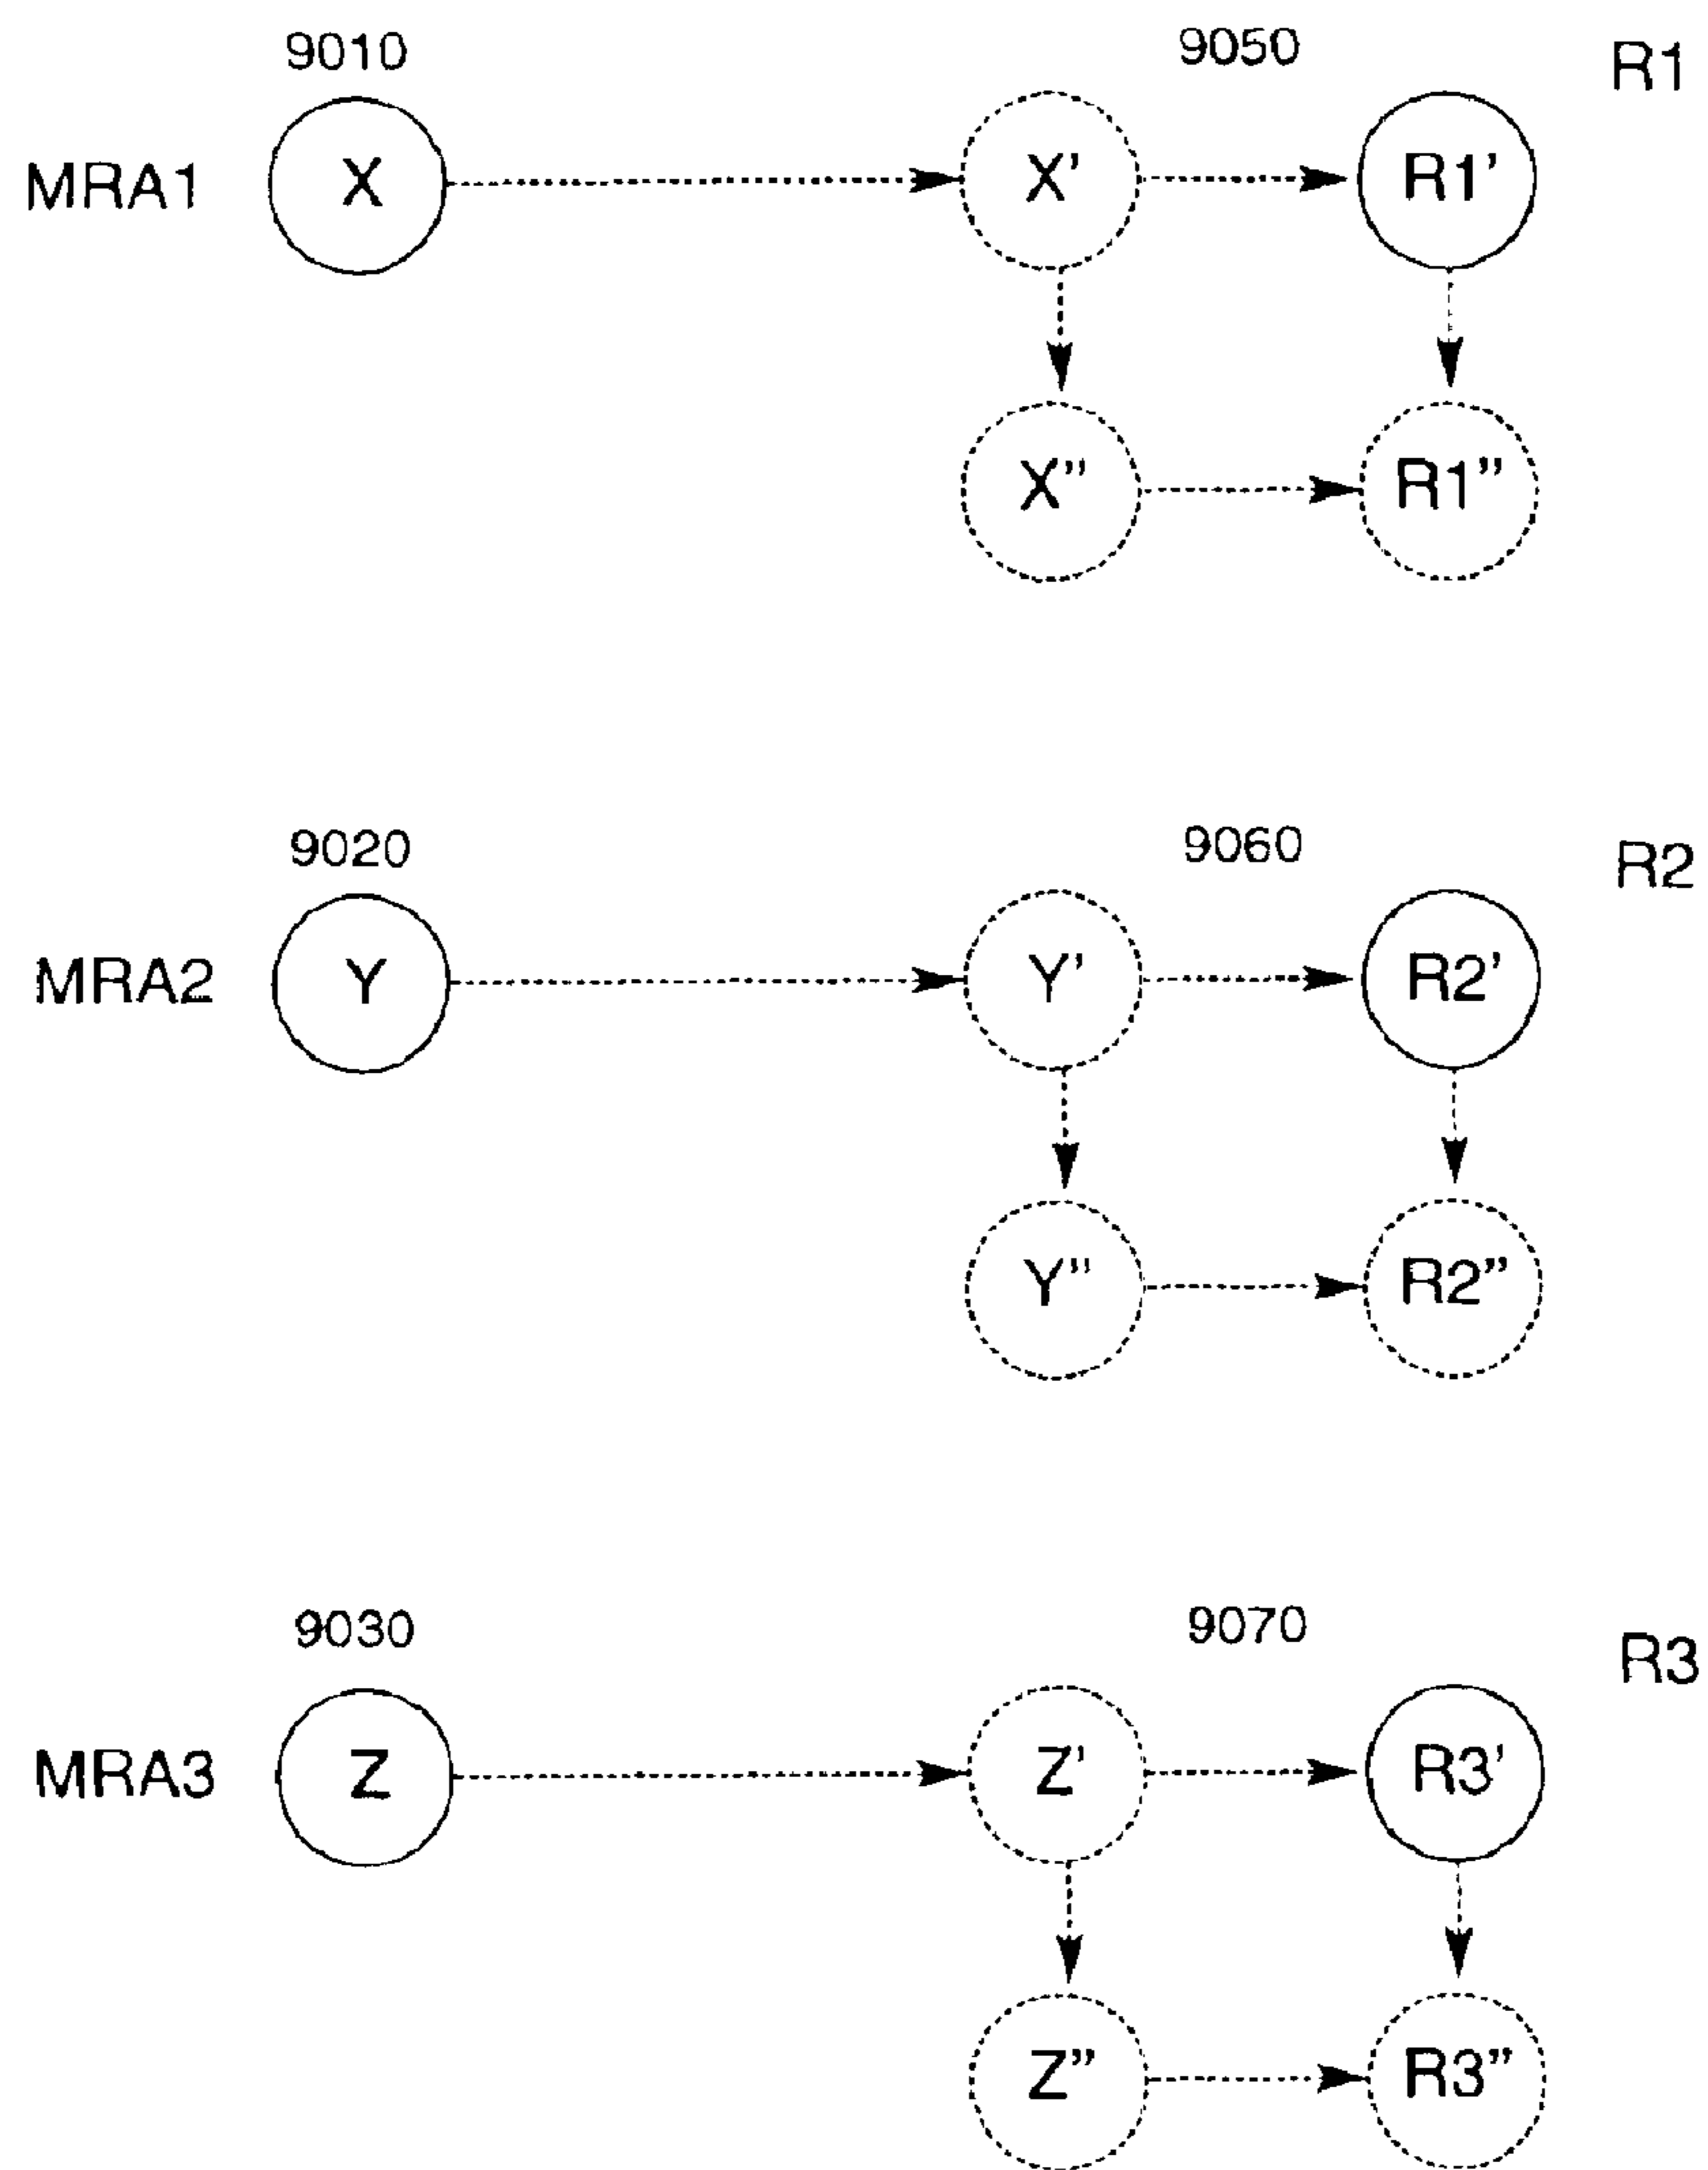 9010 9050 R1
MRA1 X X' R1'
X" R1"
9020 9060 R2
MRA2 Y Y' R2'
Y" R2"
9030 9070 R3
MRA3 Z Z' R3'
Z" R3"